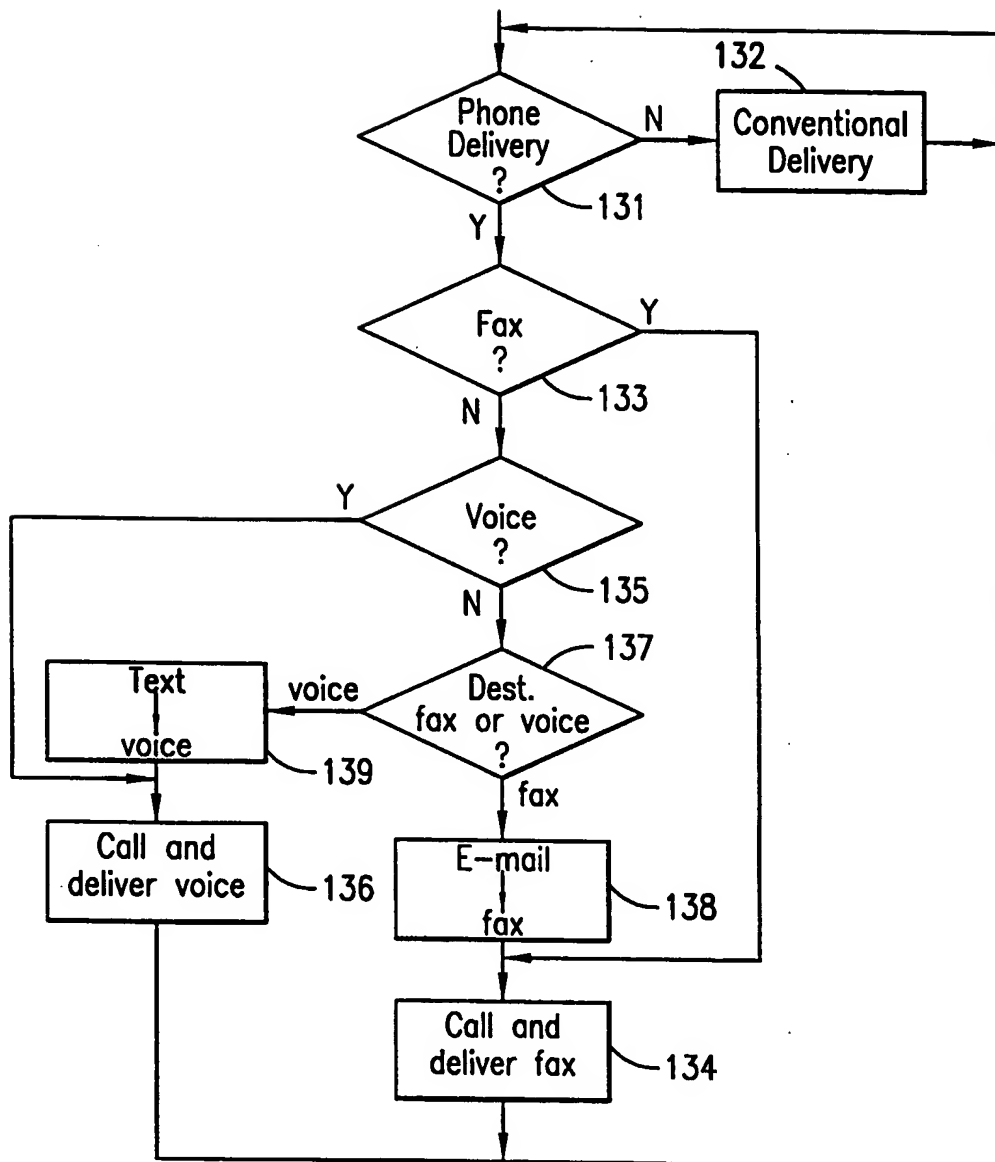 132
Phone
Delivery
?
N
Conventional
Delivery
131
Y
Fax
?
Y
133
N
Y
Voice
?
135
N
137
Text
voice
voice
Dest.
fax or voice
?
139
fax
Call and
deliver voice
136
E-mail
fax
138
Call and
deliver fax
134